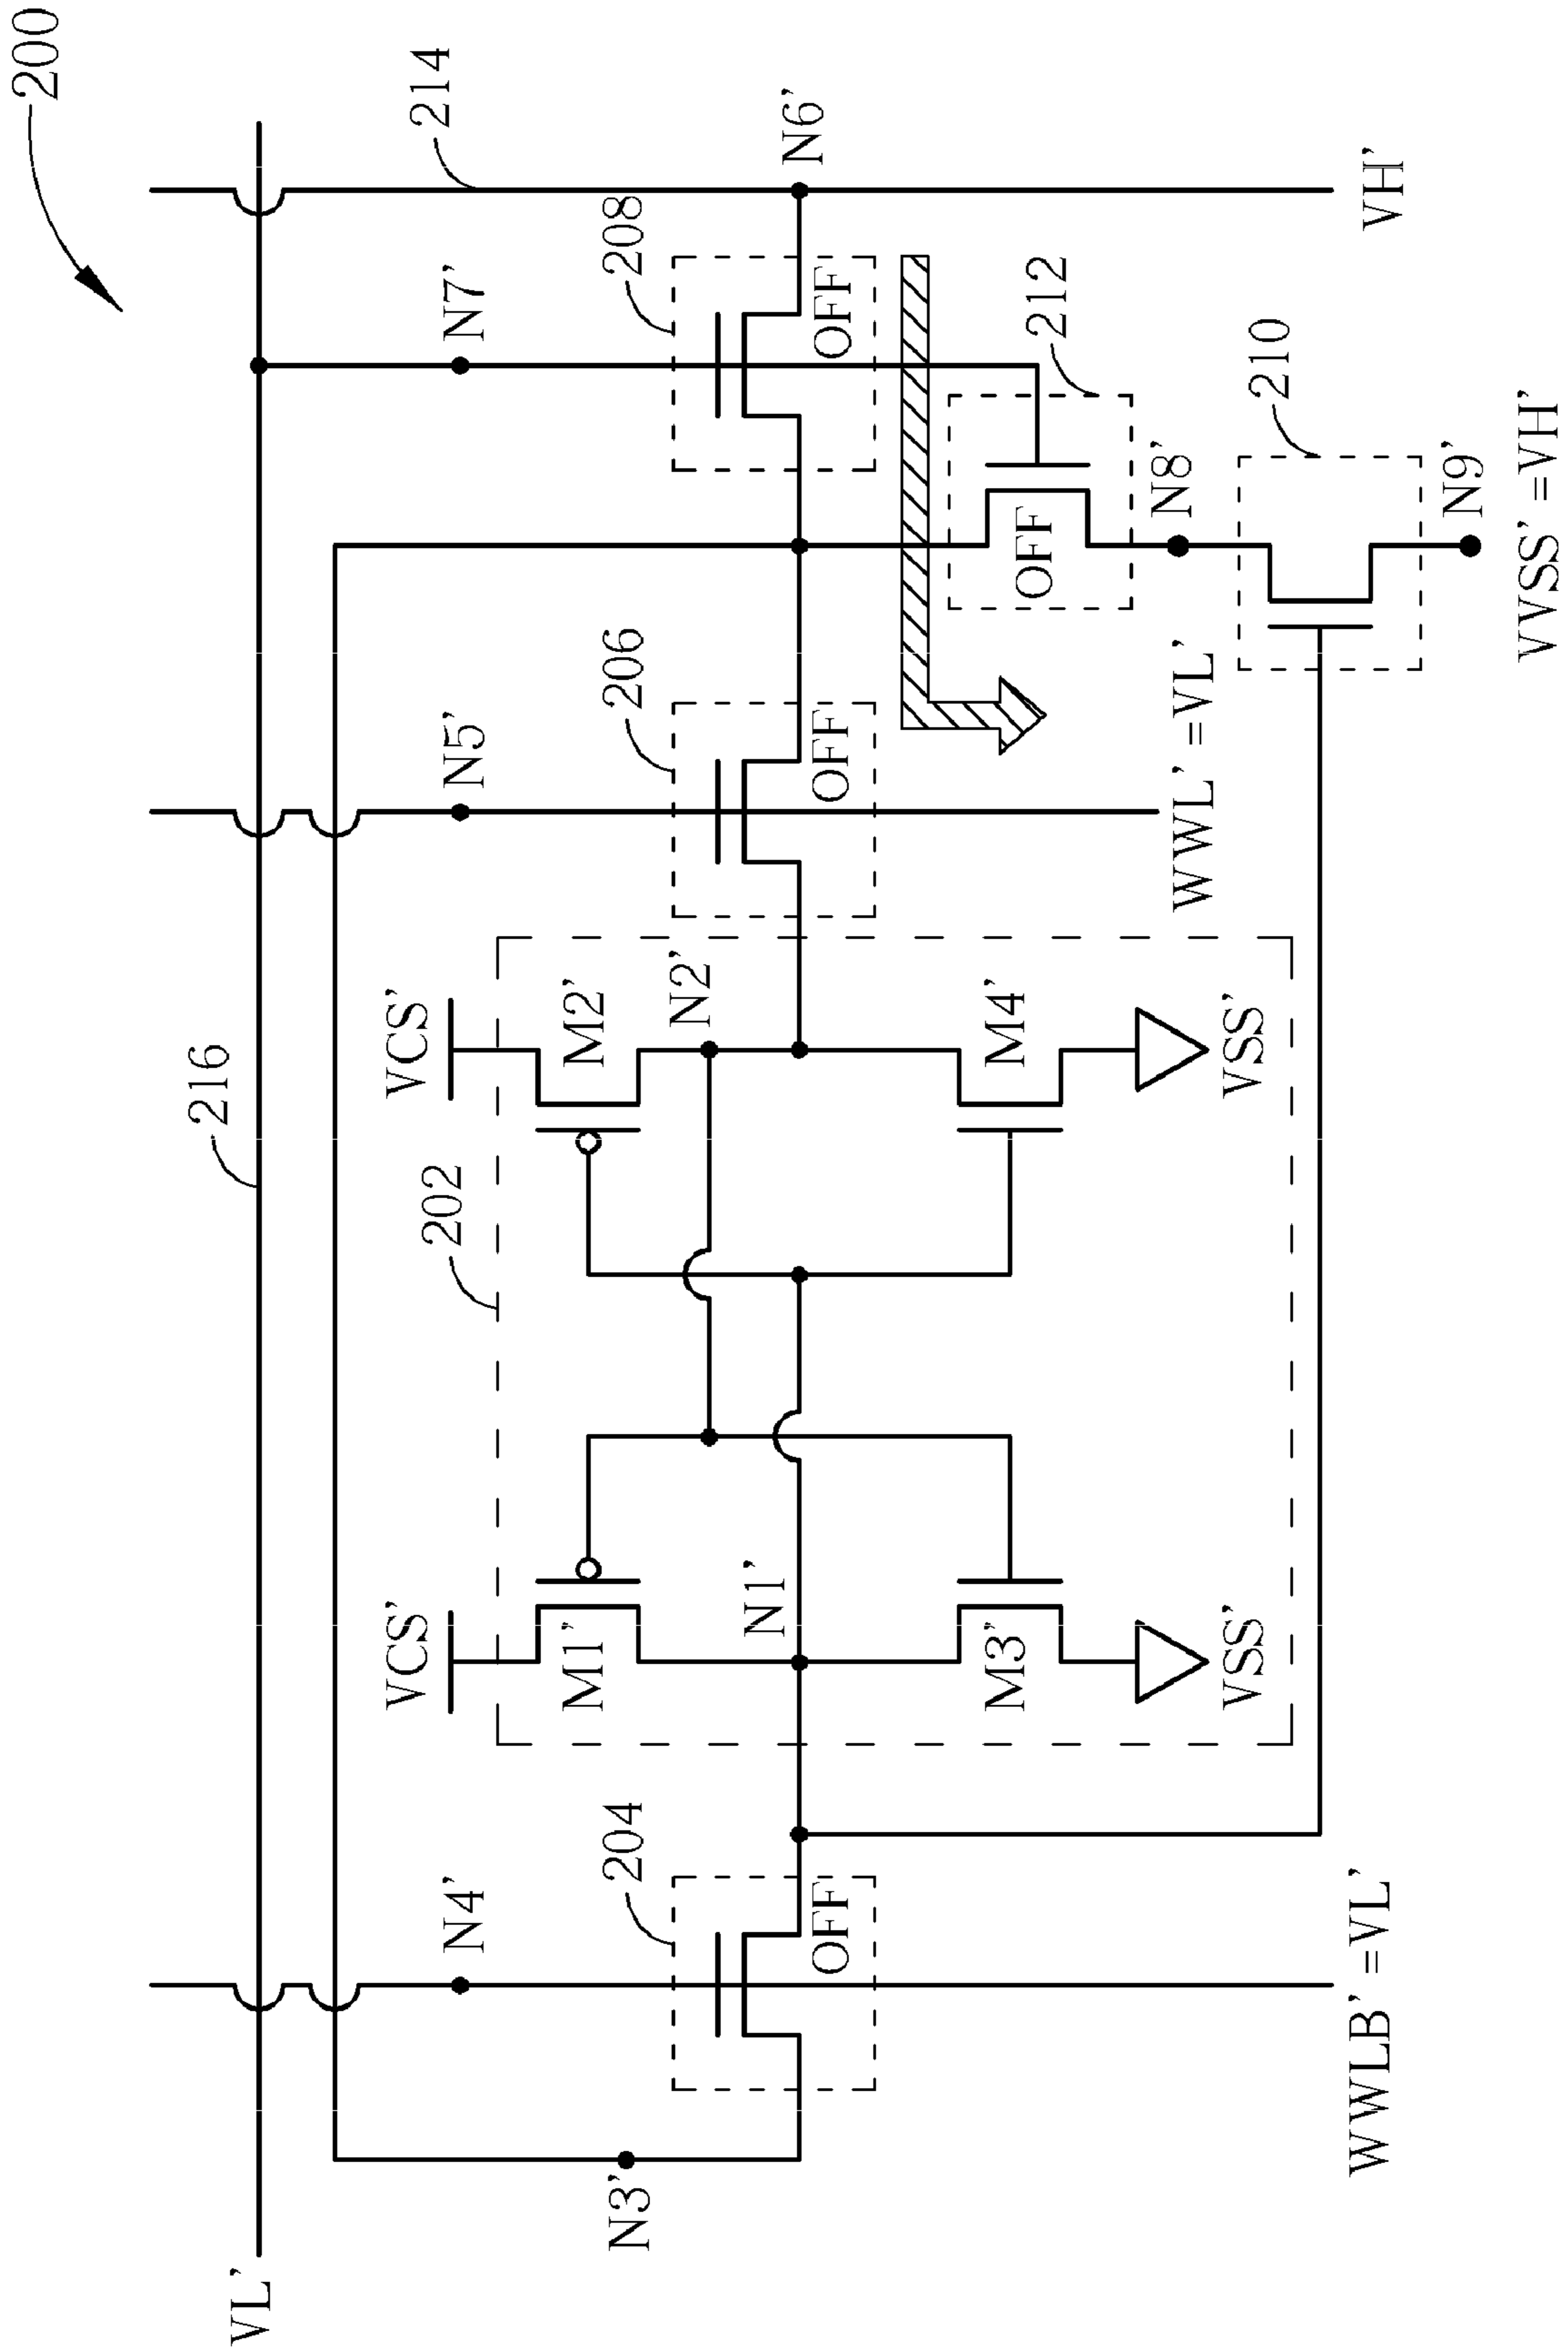 200
VL'
216
214
N3'
N4'
204
OFF
WWLB' =VL'
202
VCS'
M1'
N1'
M3'
VSS'
VCS'
M2'
N2'
M4'
VSS'
N5'
206
OFF
WWL' =VL'
N7'
208
OFF
N6'
212
OFF
N8'
210
N9'
VVSS' =VH'
VH'